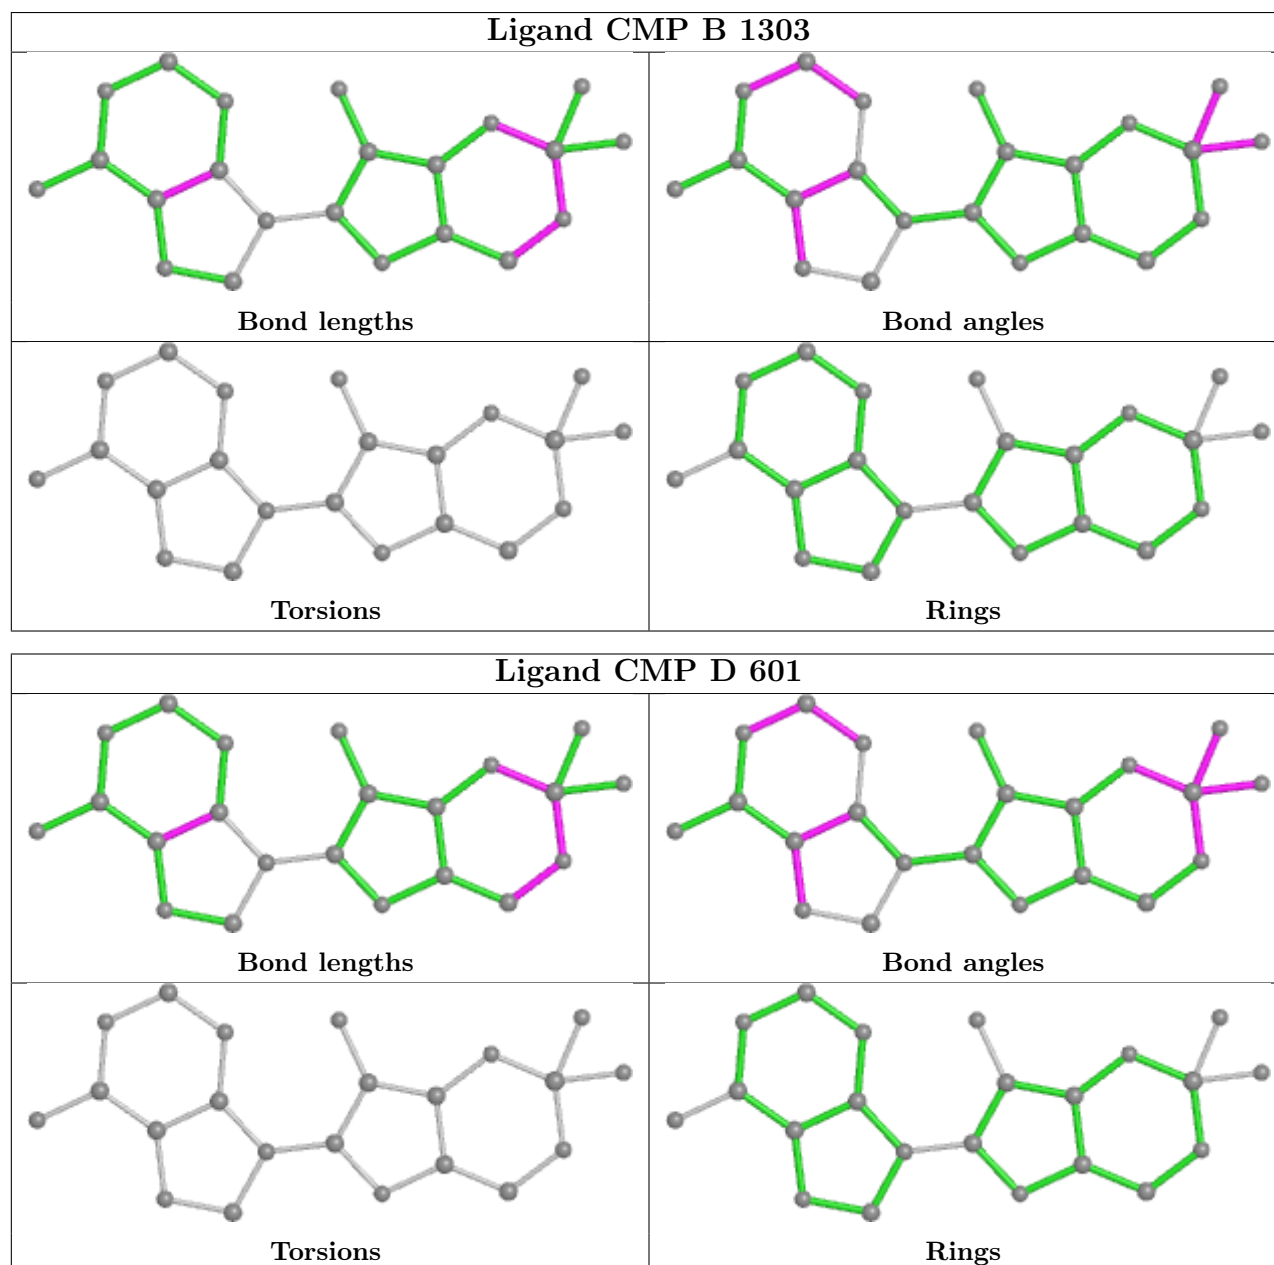 Ligand CMP B 1303
Bond lengths
Bond angles
Torsions
Rings
Ligand CMP D 601
Bond lengths
Bond angles
Torsions
Rings